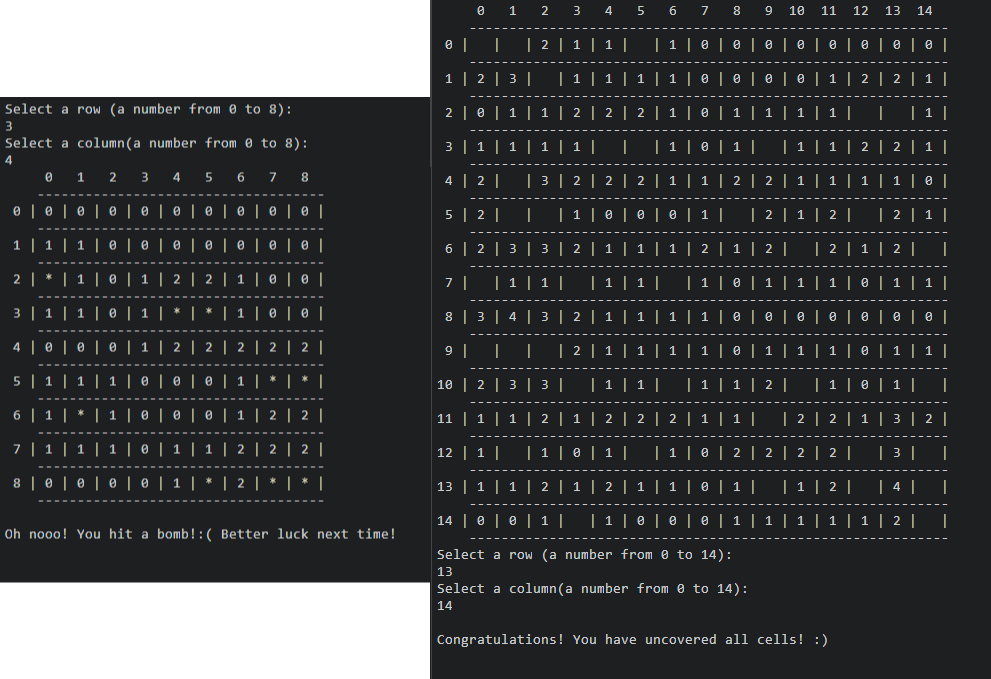 Select a row (a number from 0 to 8):
3
Select a column(a number from 0 to 8):
4
0 1 2 3 4 5 6 7 8
------------------------------------
0 | 0 | 0 | 0 | 0 | 0 | 0 | 0 | 0 | 0 |
------------------------------------
1 | 1 | 1 | 0 | 0 | 0 | 0 | 0 | 0 | 0 |
------------------------------------
2 | * | 1 | 0 | 1 | 2 | 2 | 1 | 0 | 0 |
------------------------------------
3 | 1 | 1 | 0 | 1 | * | * | 1 | 0 | 0 |
------------------------------------
4 | 0 | 0 | 0 | 1 | 2 | 2 | 2 | 2 | 2 |
------------------------------------
5 | 1 | 1 | 1 | 0 | 0 | 0 | 1 | * | * |
------------------------------------
6 | 1 | * | 1 | 0 | 0 | 0 | 1 | 2 | 2 |
------------------------------------
7 | 1 | 1 | 1 | 0 | 1 | 1 | 2 | 2 | 2 |
------------------------------------
8 | 0 | 0 | 0 | 0 | 1 | * | 2 | * | * |
------------------------------------
Oh nooo! You hit a bomb!:( Better luck next time!
0 1 2 3 4 5 6 7 8 9 10 11 12 13 14
------------------------------------------------------------
0 |   |   | 2 | 1 | 1 |   | 1 | 0 | 0 | 0 | 0 | 0 | 0 | 0 | 0 |
------------------------------------------------------------
1 | 2 | 3 |   | 1 | 1 | 1 | 1 | 0 | 0 | 0 | 0 | 1 | 2 | 2 | 1 |
------------------------------------------------------------
2 | 0 | 1 | 1 | 2 | 2 | 2 | 1 | 0 | 1 | 1 | 1 | 1 |   |   | 1 |
------------------------------------------------------------
3 | 1 | 1 | 1 | 1 |   |   | 1 | 0 | 1 |   | 1 | 1 | 2 | 2 | 1 |
------------------------------------------------------------
4 | 2 |   | 3 | 2 | 2 | 2 | 1 | 1 | 2 | 2 | 1 | 1 | 1 | 1 | 0 |
------------------------------------------------------------
5 | 2 |   |   | 1 | 0 | 0 | 0 | 1 |   | 2 | 1 | 2 |   | 2 | 1 |
------------------------------------------------------------
6 | 2 | 3 | 3 | 2 | 1 | 1 | 1 | 2 | 1 | 2 |   | 2 | 1 | 2 |   |
------------------------------------------------------------
7 |   | 1 | 1 |   | 1 | 1 |   | 1 | 0 | 1 | 1 | 1 | 0 | 1 | 1 |
------------------------------------------------------------
8 | 3 | 4 | 3 | 2 | 1 | 1 | 1 | 1 | 0 | 0 | 0 | 0 | 0 | 0 | 0 |
------------------------------------------------------------
9 |   |   |   | 2 | 1 | 1 | 1 | 1 | 0 | 1 | 1 | 1 | 0 | 1 | 1 |
------------------------------------------------------------
10 | 2 | 3 | 3 |   | 1 | 1 |   | 1 | 1 | 2 |   | 1 | 0 | 1 |   |
------------------------------------------------------------
11 | 1 | 1 | 2 | 1 | 2 | 2 | 2 | 1 | 1 |   | 2 | 2 | 1 | 3 | 2 |
------------------------------------------------------------
12 | 1 |   | 1 | 0 | 1 |   | 1 | 0 | 2 | 2 | 2 | 2 |   | 3 |   |
------------------------------------------------------------
13 | 1 | 1 | 2 | 1 | 2 | 1 | 1 | 0 | 1 |   | 1 | 2 |   | 4 |   |
------------------------------------------------------------
14 | 0 | 0 | 1 |   | 1 | 0 | 0 | 0 | 1 | 1 | 1 | 1 | 1 | 2 |   |
------------------------------------------------------------
Select a row (a number from 0 to 14):
13
Select a column(a number from 0 to 14):
14
Congratulations! You have uncovered all cells! :)